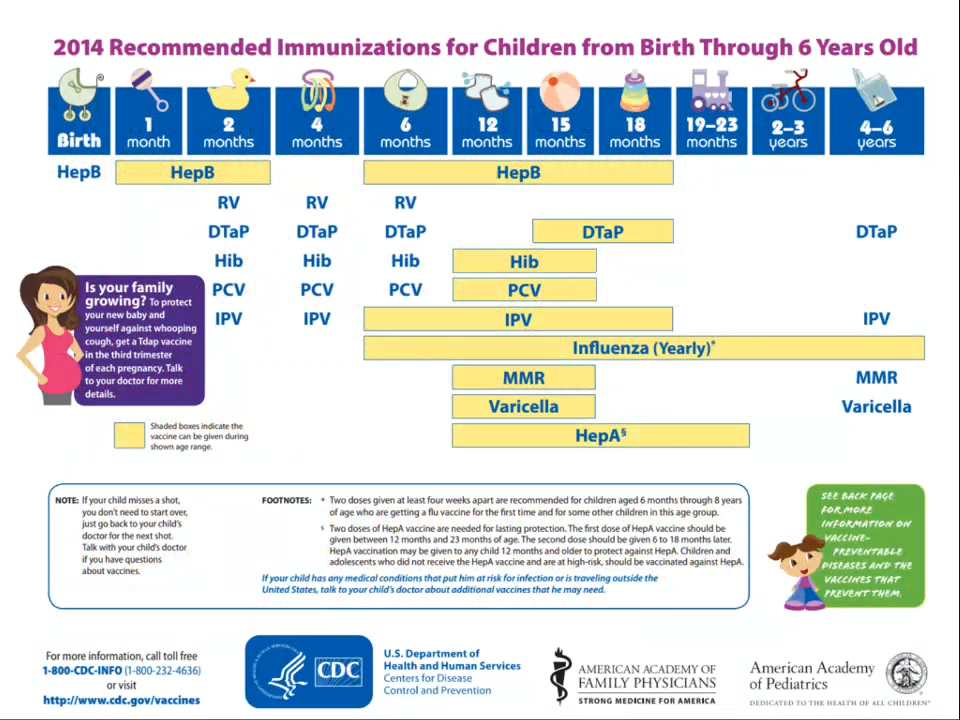 2014 Recommended Immunizations for Children from Birth Through 6 Years Old
Birth
1 month
2 months
4 months
6 months
12 months
15 months
18 months
19–23 months
2–3 years
4–6 years
HepB HepB HepB
RV RV RV
DTaP DTaP DTaP DTaP DTaP
Hib Hib Hib Hib
PCV PCV PCV PCV
IPV IPV IPV IPV
Influenza (Yearly)*
MMR MMR
Varicella Varicella
HepA§
Is your family
growing? To protect
your new baby and
yourself against whooping
cough, get a Tdap vaccine
in the third trimester
of each pregnancy. Talk
to your doctor for more
details.
Shaded boxes indicate the
vaccine can be given during
shown age range.
NOTE: If your child misses a shot,
you don't need to start over,
just go back to your child's
doctor for the next shot.
Talk with your child's doctor
if you have questions
about vaccines.
FOOTNOTES: * Two doses given at least four weeks apart are recommended for children aged 6 months through 8 years
of age who are getting a flu vaccine for the first time and for some other children in this age group.
§ Two doses of HepA vaccine are needed for lasting protection. The first dose of HepA vaccine should be
given between 12 months and 23 months of age. The second dose should be given 6 to 18 months later.
HepA vaccination may be given to any child 12 months and older to protect against HepA. Children and
adolescents who did not receive the HepA vaccine and are at high-risk, should be vaccinated against HepA.
If your child has any medical conditions that put him at risk for infection or is traveling outside the
United States, talk to your child's doctor about additional vaccines that he may need.
SEE BACK PAGE
FOR MORE
INFORMATION ON
VACCINE-
PREVENTABLE
DISEASES AND THE
VACCINES THAT
PREVENT THEM.
For more information, call toll free
1-800-CDC-INFO (1-800-232-4636)
or visit
http://www.cdc.gov/vaccines
CDC
U.S. Department of
Health and Human Services
Centers for Disease
Control and Prevention
AMERICAN ACADEMY OF
FAMILY PHYSICIANS
STRONG MEDICINE FOR AMERICA
American Academy
of Pediatrics
DEDICATED TO THE HEALTH OF ALL CHILDREN™